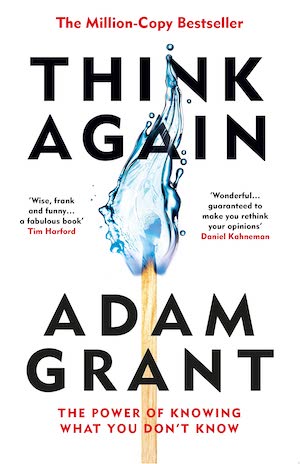 The Million-Copy Bestseller
THINK
AGAIN
'Wise, frank
and funny...
a fabulous book'
Tim Harford
'Wonderful...
guaranteed to
make you rethink
your opinions'
Daniel Kahneman
ADAM
GRANT
THE POWER OF KNOWING
WHAT YOU DON'T KNOW